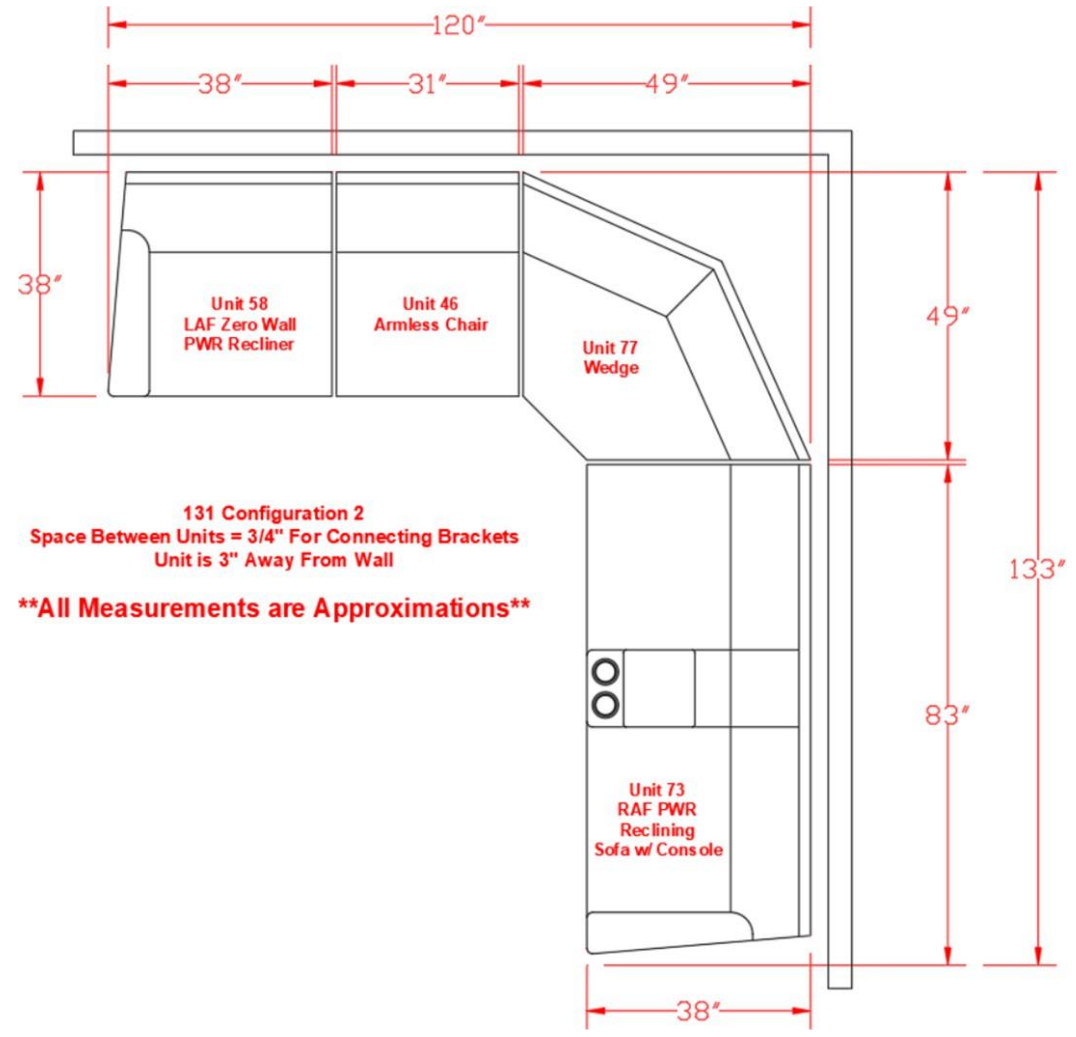 120"
38"
31"
49"
38"
Unit 58
LAF Zero Wall
PWR Recliner
Unit 46
Armless Chair
Unit 77
Wedge
49"
131 Configuration 2
Space Between Units = 3/4" For Connecting Brackets
Unit is 3" Away From Wall
**All Measurements are Approximations**
133"
83"
Unit 73
RAF PWR
Reclining
Sofa w/ Console
38"